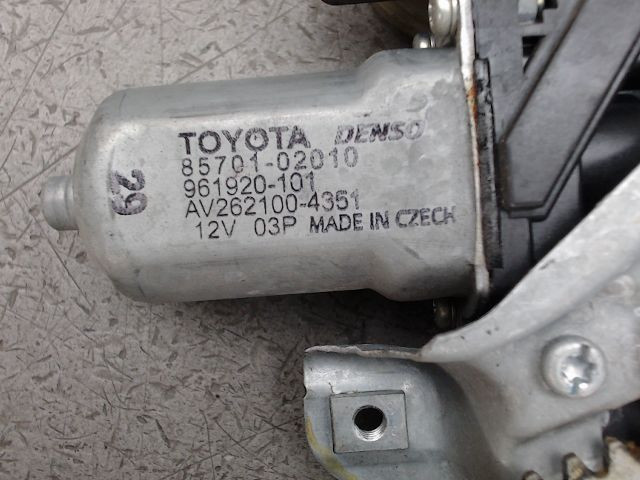 TOYOTA DENSO
85701-02010
961920-101
AV262100-4351
12V 03P MADE IN CZECH
29